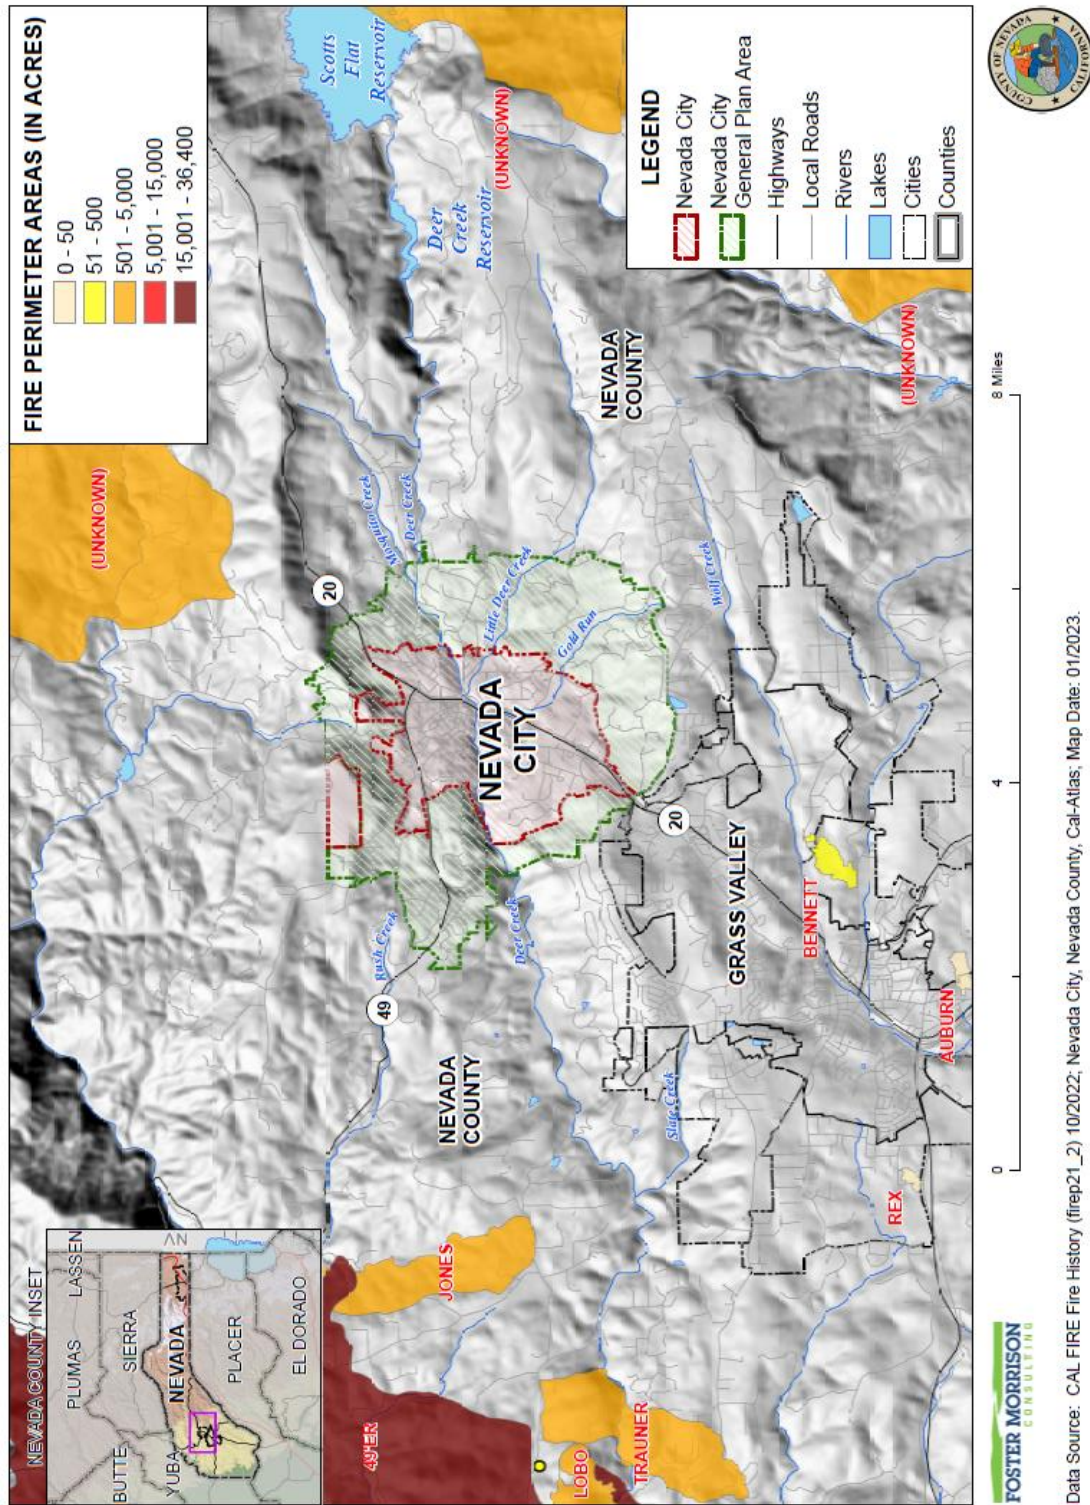 FIRE PERIMETER AREAS (IN ACRES)
0 - 50
51 - 500
501 - 5,000
5,001 - 15,000
15,001 - 36,400
NEVADA COUNTY INSET
PLUMAS
LASSEN
BUTTE
SIERRA
YUBA
NEVADA
PLACER
EL DORADO
N
(UNKNOWN)
Scotts
Flat
Reservoir
20
49'ER
JONES
49
Rush Creek
Mosquito Creek
Deer Creek
Deer
Creek
Reservoir
(UNKNOWN)
NEVADA
COUNTY
NEVADA
CITY
Little Deer Creek
Gold Run
Deer Creek
NEVADA
COUNTY
LOBO
TRAUNER
Slate Creek
20
Wolf Creek
GRASS VALLEY
BENNETT
REX
AUBURN
(UNKNOWN)
LEGEND
Nevada City
Nevada City
General Plan Area
Highways
Local Roads
Rivers
Lakes
Cities
Counties
0
4
8 Miles
FOSTER MORRISON
CONSULTING
COUNTY OF NEVADA
CALIFORNIA
Data Source: CAL FIRE Fire History (firep21_2) 10/2022; Nevada City, Nevada County, Cal-Atlas; Map Date: 01/2023.